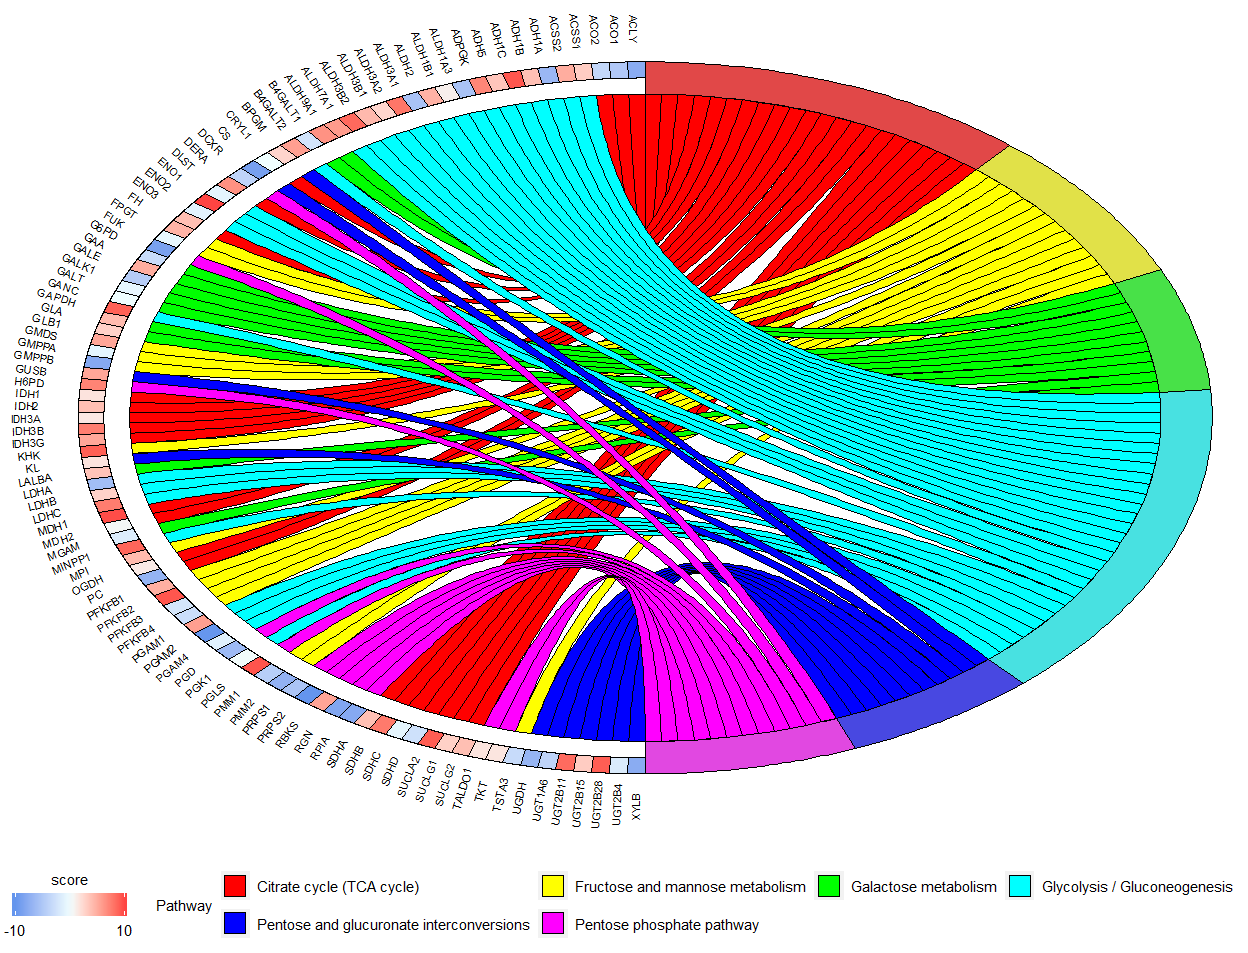 ACLY
ACO1
ACO2
ACSS1
ACSS2
ADH1A
ADH1B
ADH1C
ADH5
ADPGK
ALDH1A3
ALDH1B1
ALDH2
ALDH3A1
ALDH3A2
ALDH3B1
ALDH3B2
ALDH7A1
ALDH9A1
B4GALT1
B4GALT2
BPGM
CRYL1
CS
DCXR
DERA
DLST
ENO1
ENO2
ENO3
FH
FPGT
FUK
G6PD
GAA
GALE
GALK1
GALT
GANC
GAPDH
GLA
GLB1
GMDS
GMPPA
GMPPB
GUSB
H6PD
IDH1
IDH2
IDH3A
IDH3B
IDH3G
KHK
KL
LALBA
LDHA
LDHB
LDHC
MDH1
MDH2
MGAM
MINPP1
MPI
OGDH
PC
PFKFB1
PFKFB2
PFKFB3
PFKFB4
PGAM1
PGAM2
PGAM4
PGD
PGK1
PGLS
PMM1
PMM2
PRPS1
PRPS2
RBKS
RGN
RPIA
SDHA
SDHB
SDHC
SDHD
SUCLA2
SUCLG1
SUCLG2
TALDO1
TKT
TSTA3
UGDH
UGT1A6
UGT2B11
UGT2B15
UGT2B28
UGT2B4
XYLB
score
-10 10
Pathway
Citrate cycle (TCA cycle) Fructose and mannose metabolism Galactose metabolism Glycolysis / Gluconeogenesis
Pentose and glucuronate interconversions Pentose phosphate pathway